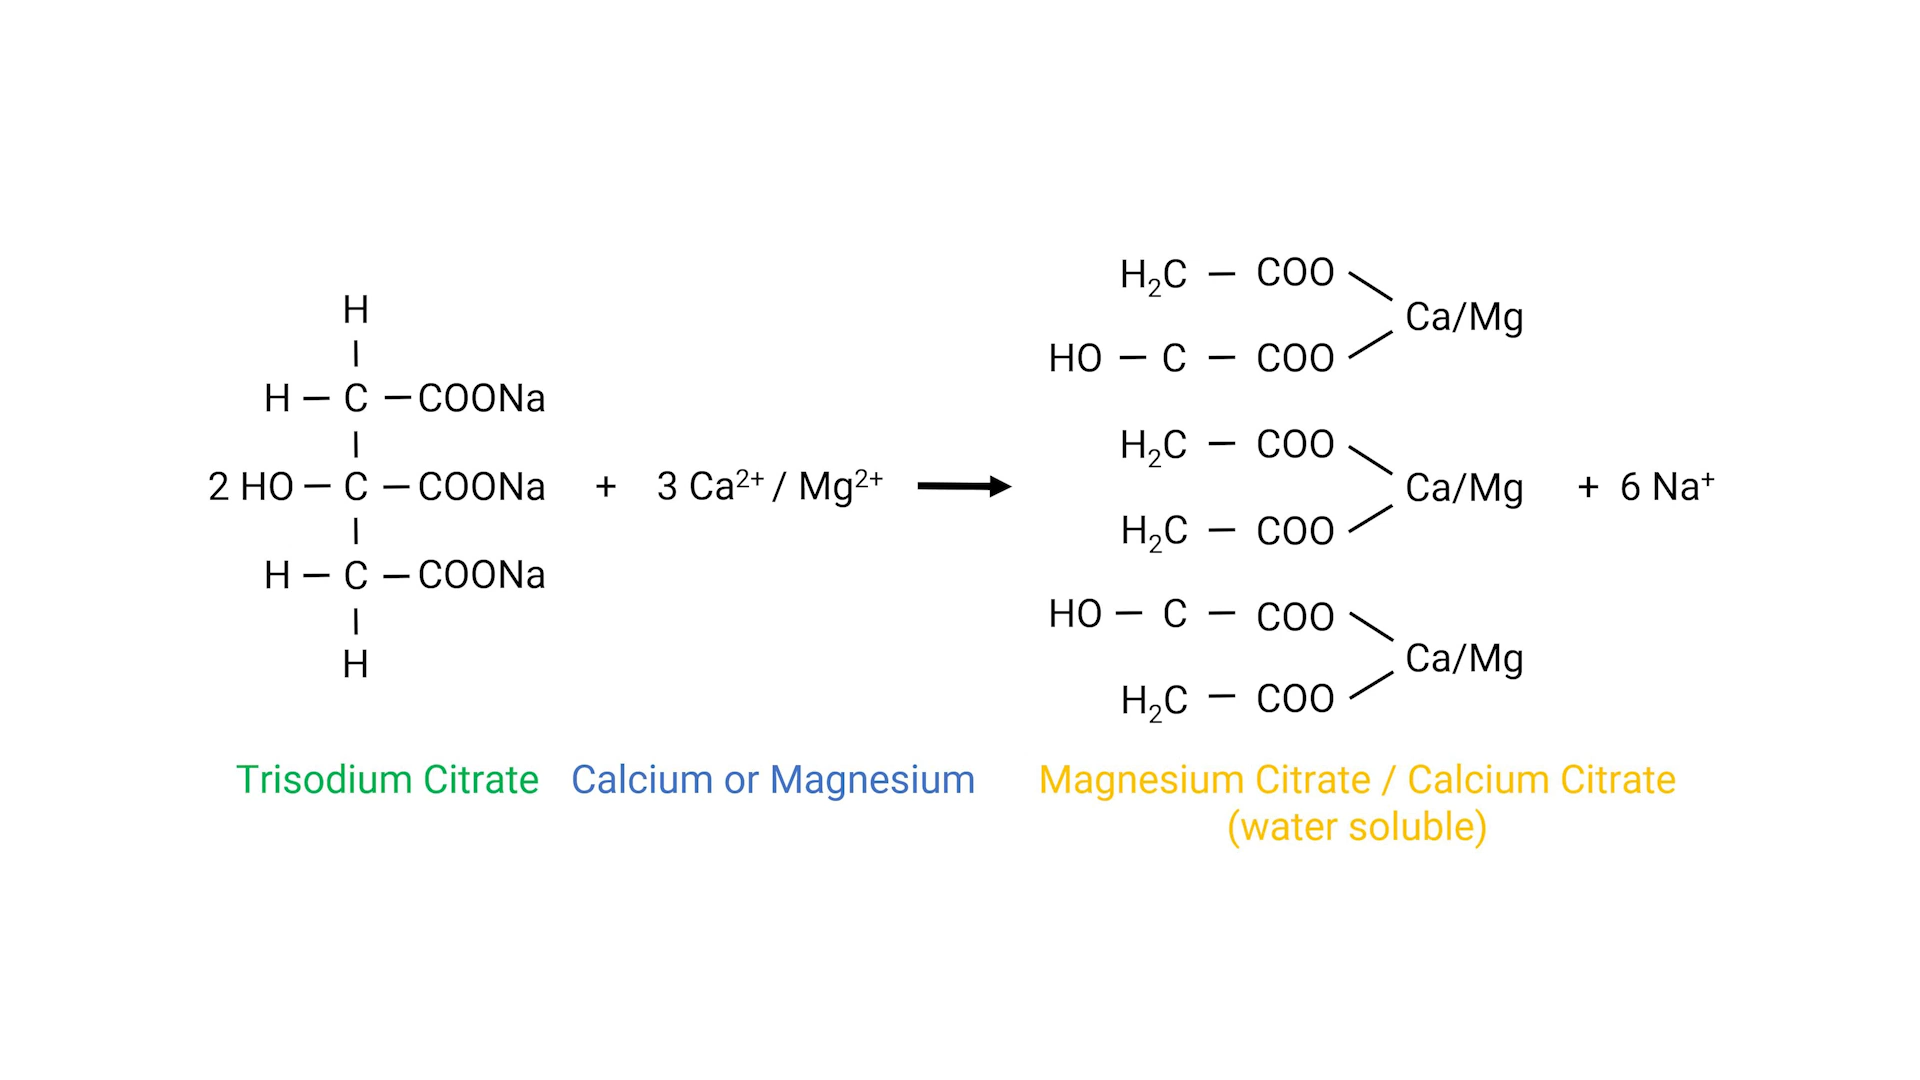 H
H – C – COONa
2 HO – C – COONa + 3 Ca²⁺ / Mg²⁺
H – C – COONa
H
H₂C – COO
Ca/Mg
HO – C – COO
H₂C – COO
Ca/Mg + 6 Na⁺
H₂C – COO
HO – C – COO
Ca/Mg
H₂C – COO
Trisodium Citrate
Calcium or Magnesium
Magnesium Citrate / Calcium Citrate
(water soluble)